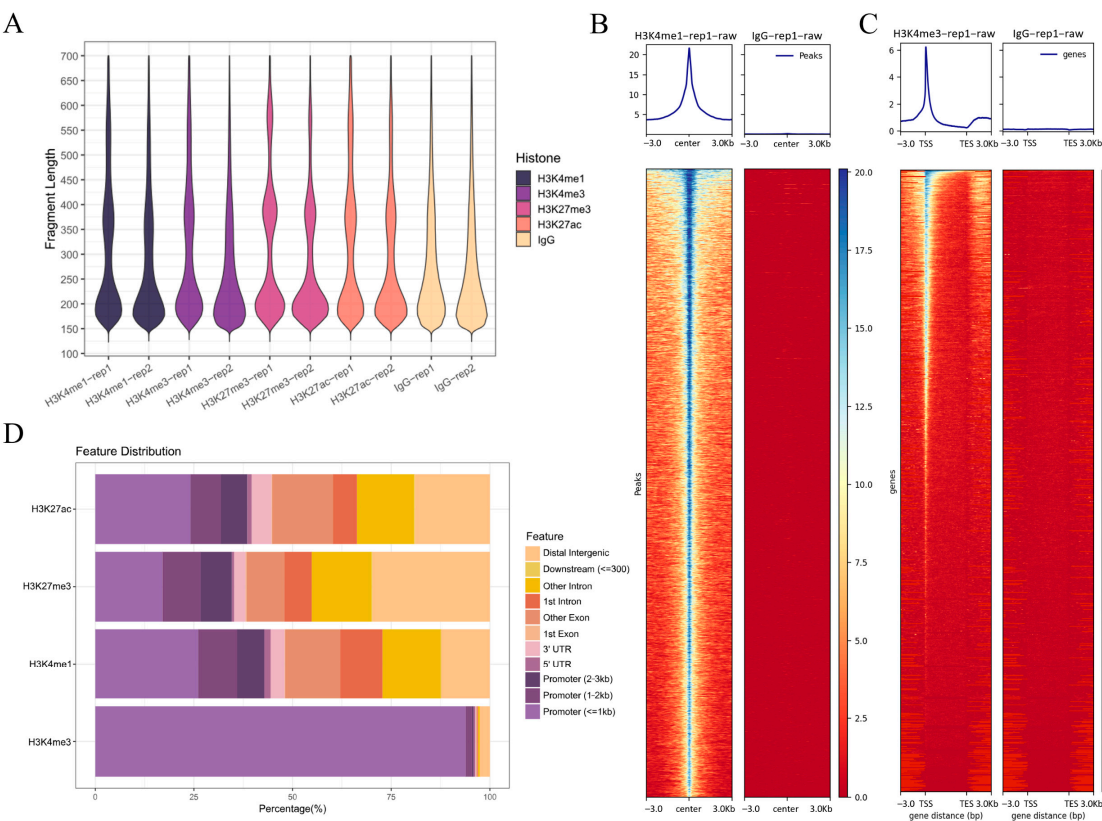 A
700
650
600
550
500
450
400
350
300
250
200
150
100
Fragment Length
H3K4me1-rep1
H3K4me1-rep2
H3K4me3-rep1
H3K4me3-rep2
H3K27me3-rep1
H3K27me3-rep2
H3K27ac-rep1
H3K27ac-rep2
IgG-rep1
IgG-rep2
Histone
H3K4me1
H3K4me3
H3K27me3
H3K27ac
IgG
B
H3K4me1-rep1-raw
IgG-rep1-raw
20
15
10
5
Peaks
-3.0 center 3.0Kb
-3.0 center 3.0Kb
Peaks
-3.0 center 3.0Kb
-3.0 center 3.0Kb
20.0
17.5
15.0
12.5
10.0
7.5
5.0
2.5
0.0
C
H3K4me3-rep1-raw
IgG-rep1-raw
6
4
2
0
genes
-3.0 TSS TES 3.0Kb
-3.0 TSS TES 3.0Kb
genes
-3.0 TSS TES 3.0Kb
-3.0 TSS TES 3.0Kb
gene distance (bp)
gene distance (bp)
D
Feature Distribution
H3K27ac
H3K27me3
H3K4me1
H3K4me3
0 25 50 75 100
Percentage(%)
Feature
Distal Intergenic
Downstream (<=300)
Other Intron
1st Intron
Other Exon
1st Exon
3' UTR
5' UTR
Promoter (2-3kb)
Promoter (1-2kb)
Promoter (<=1kb)